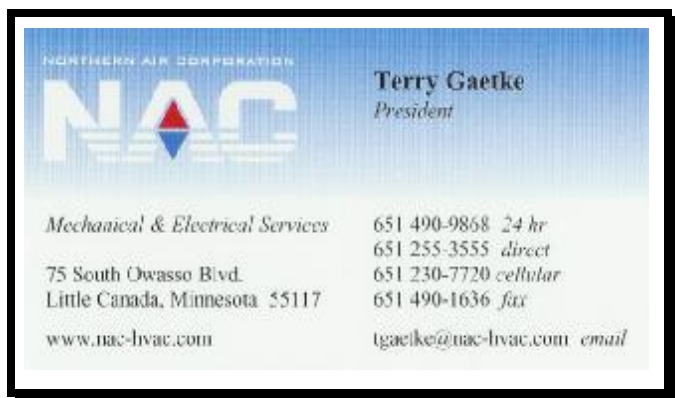 NORTHERN AIR CORPORATION
NAC
Terry Gaetke
President
Mechanical & Electrical Services
75 South Owasso Blvd.
Little Canada, Minnesota 55117
www.nac-hvac.com
651 490-9868 24 hr
651 255-3555 direct
651 230-7720 cellular
651 490-1636 fax
tgaetke@nac-hvac.com email